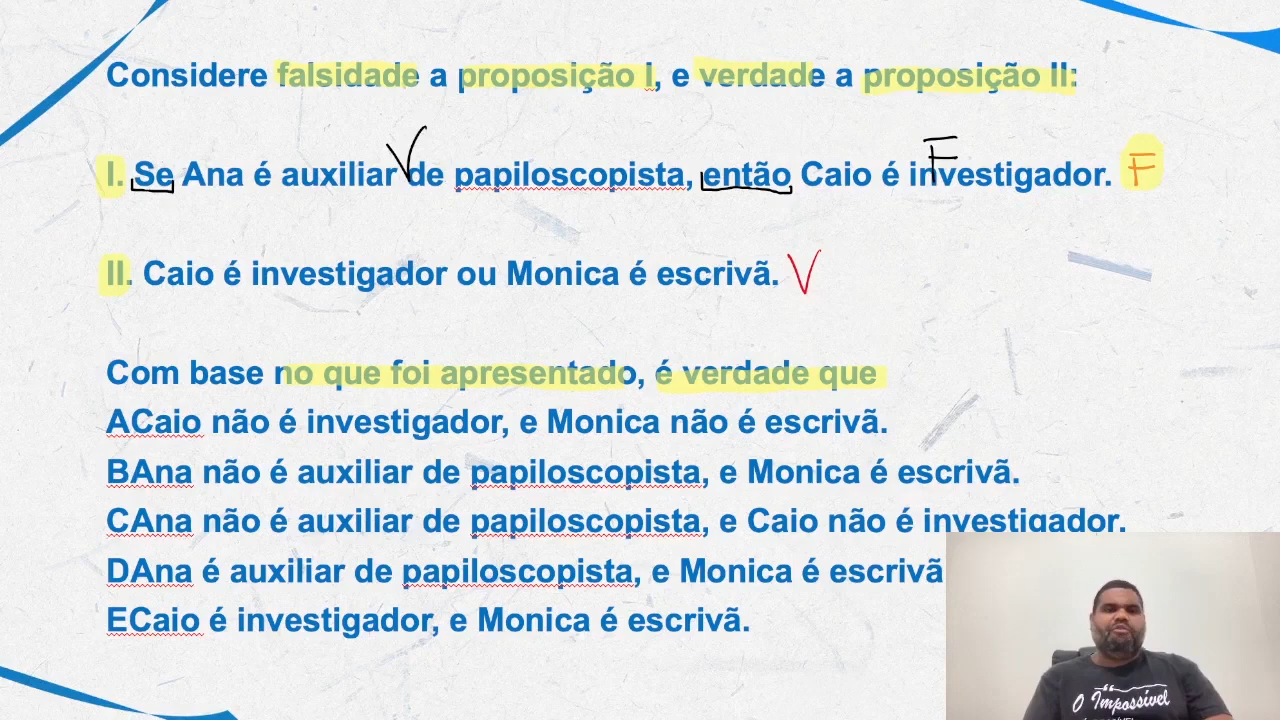 Considere falsidade a proposição I, e verdade a proposição II:
V F
I. Se Ana é auxiliar de papiloscopista, então Caio é investigador. F
II. Caio é investigador ou Monica é escrivã. V
Com base no que foi apresentado, é verdade que
ACaio não é investigador, e Monica não é escrivã.
BAna não é auxiliar de papiloscopista, e Monica é escrivã.
CAna não é auxiliar de papiloscopista, e Caio não é investigador.
DAna é auxiliar de papiloscopista, e Monica é escrivã
ECaio é investigador, e Monica é escrivã.
O Impossível